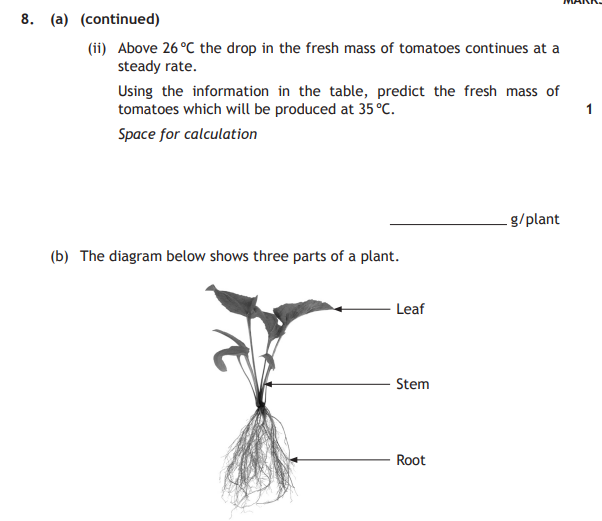 8. (a) (continued)
(ii) Above 26 °C the drop in the fresh mass of tomatoes continues at a
steady rate.
Using the information in the table, predict the fresh mass of
tomatoes which will be produced at 35 °C. 1
Space for calculation
g/plant
(b) The diagram below shows three parts of a plant.
Leaf
Stem
Root